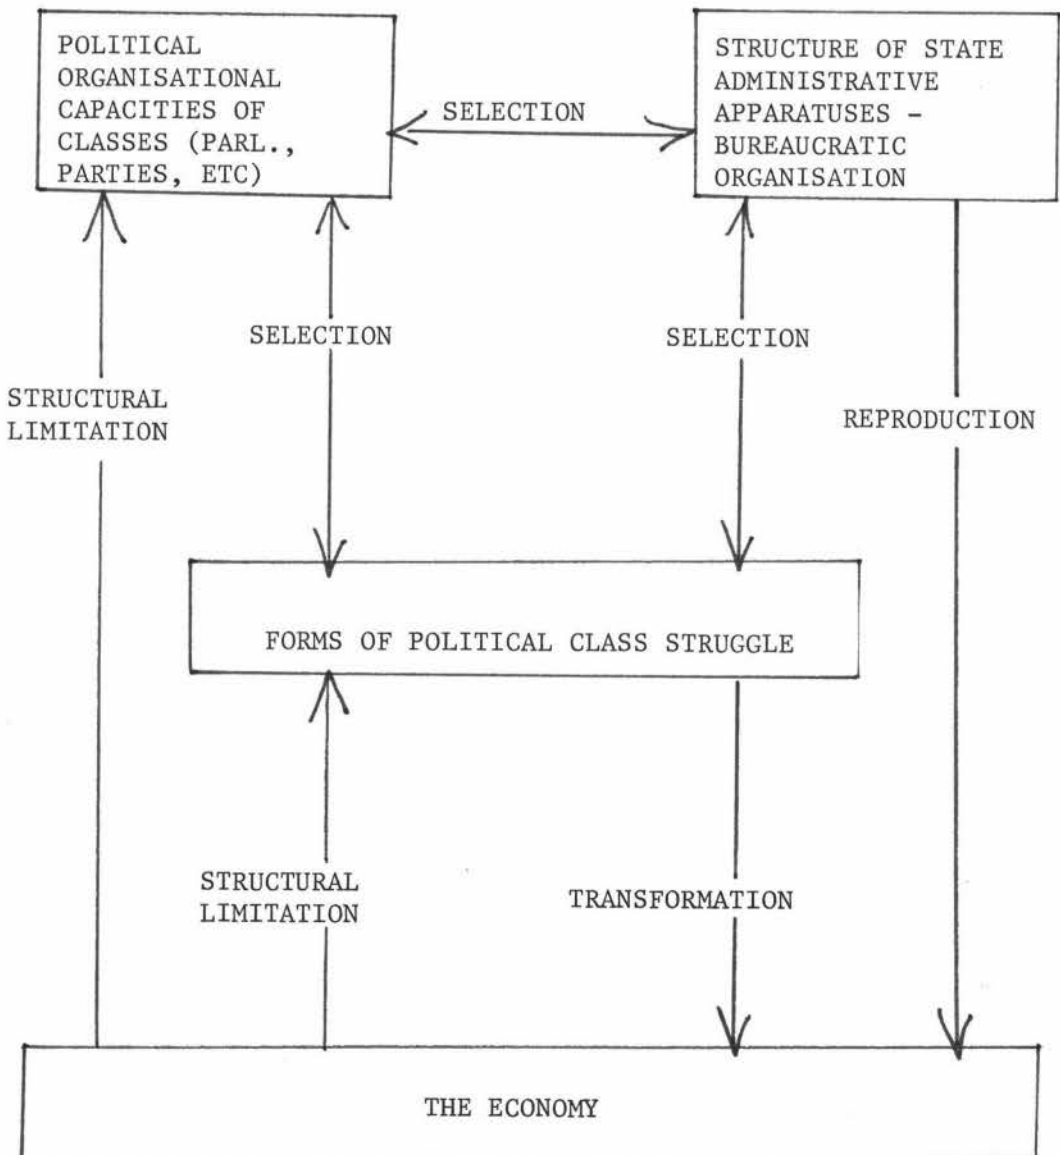 POLITICAL
ORGANISATIONAL
CAPACITIES OF
CLASSES (PARL.,
PARTIES, ETC)
SELECTION
STRUCTURE OF STATE
ADMINISTRATIVE
APPARATUSES –
BUREAUCRATIC
ORGANISATION
SELECTION
SELECTION
STRUCTURAL
LIMITATION
REPRODUCTION
FORMS OF POLITICAL CLASS STRUGGLE
STRUCTURAL
LIMITATION
TRANSFORMATION
THE ECONOMY